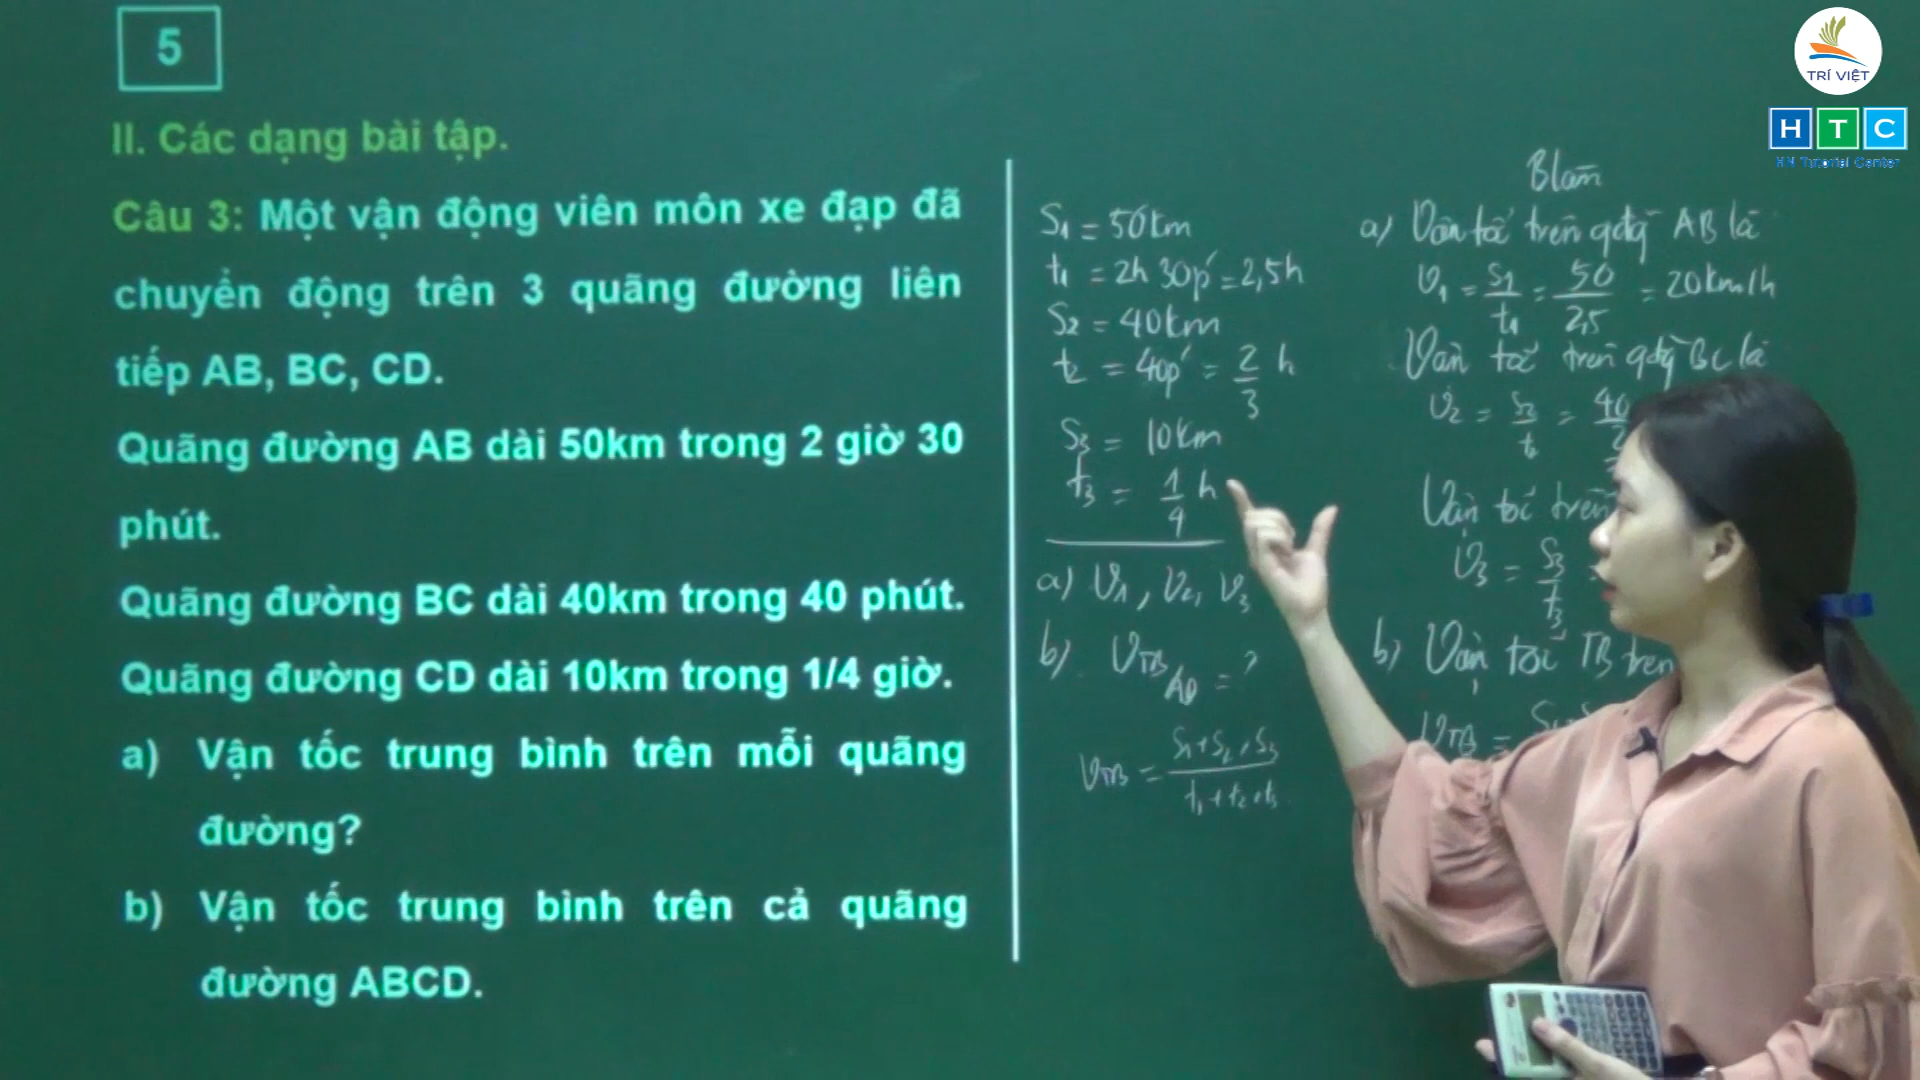 5
TRÍ VIỆT
HTC
HN Tutorial Center
II. Các dạng bài tập.
Câu 3: Một vận động viên môn xe đạp đã
chuyển động trên 3 quãng đường liên
tiếp AB, BC, CD.
Quãng đường AB dài 50km trong 2 giờ 30
phút.
Quãng đường BC dài 40km trong 40 phút.
Quãng đường CD dài 10km trong 1/4 giờ.
a) Vận tốc trung bình trên mỗi quãng
đường?
b) Vận tốc trung bình trên cả quãng
đường ABCD.
S₁ = 50km
t₁ = 2h 30p' = 2,5h
S₂ = 40km
t₂ = 40p' = 2/3 h
S₃ = 10km
t₃ = 1/4 h
a) V₁, V₂, V₃
b) VTB AD = ?
VTB = S₁+S₂+S₃ / t₁+t₂+t₃
a) Vận tốc trên qđg AB là
V₁ = S₁/t₁ = 50/2,5 = 20km/h
Vận tốc trên qđg BC là
V₂ = S₂/t₂ = 40
Vận tốc trên
V₃ = S₃/t₃ =
b) Vận tốc TB trên
VTB =